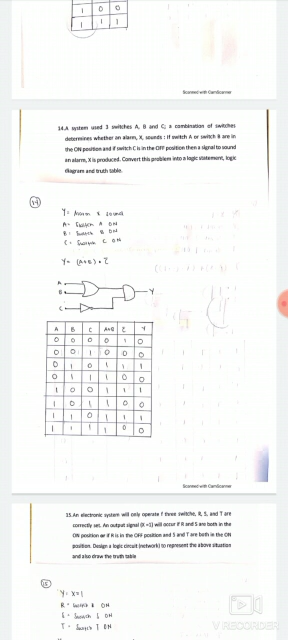 1 0 0
1 1 1
Scanned with CamScanner
14.A system used 3 switches A, B and C; a combination of switches
determines whether an alarm, X, sounds : If switch A or switch B are in
the ON position and if switch C is in the OFF position then a signal to sound
an alarm, X is produced. Convert this problem into a logic statement, logic
diagram and truth table.
14
Y = Alarm X sound
A = Switch A ON
B = Switch B ON
C = Switch C ON
Y = (A+B) • C̅
A
B
Y
C
A B C A+B C̅ Y
0 0 0 0 1 0
0 0 1 0 0 0
0 1 0 1 1 1
0 1 1 1 0 0
1 0 0 1 1 1
1 0 1 1 0 0
1 1 0 1 1 1
1 1 1 1 0 0
Scanned with CamScanner
15.An electronic system will only operate f three switche, R, S, and T are
correctly set. An output signal (X =1) will occur if R and S are both in the
ON position or if R is in the OFF position and S and T are both in the ON
position. Design a logic circuit (network) to represent the above situation
and also draw the truth table
15
Y = X=1
R = Switch R ON
S = Switch S ON
T = Switch T ON
V RECORDER